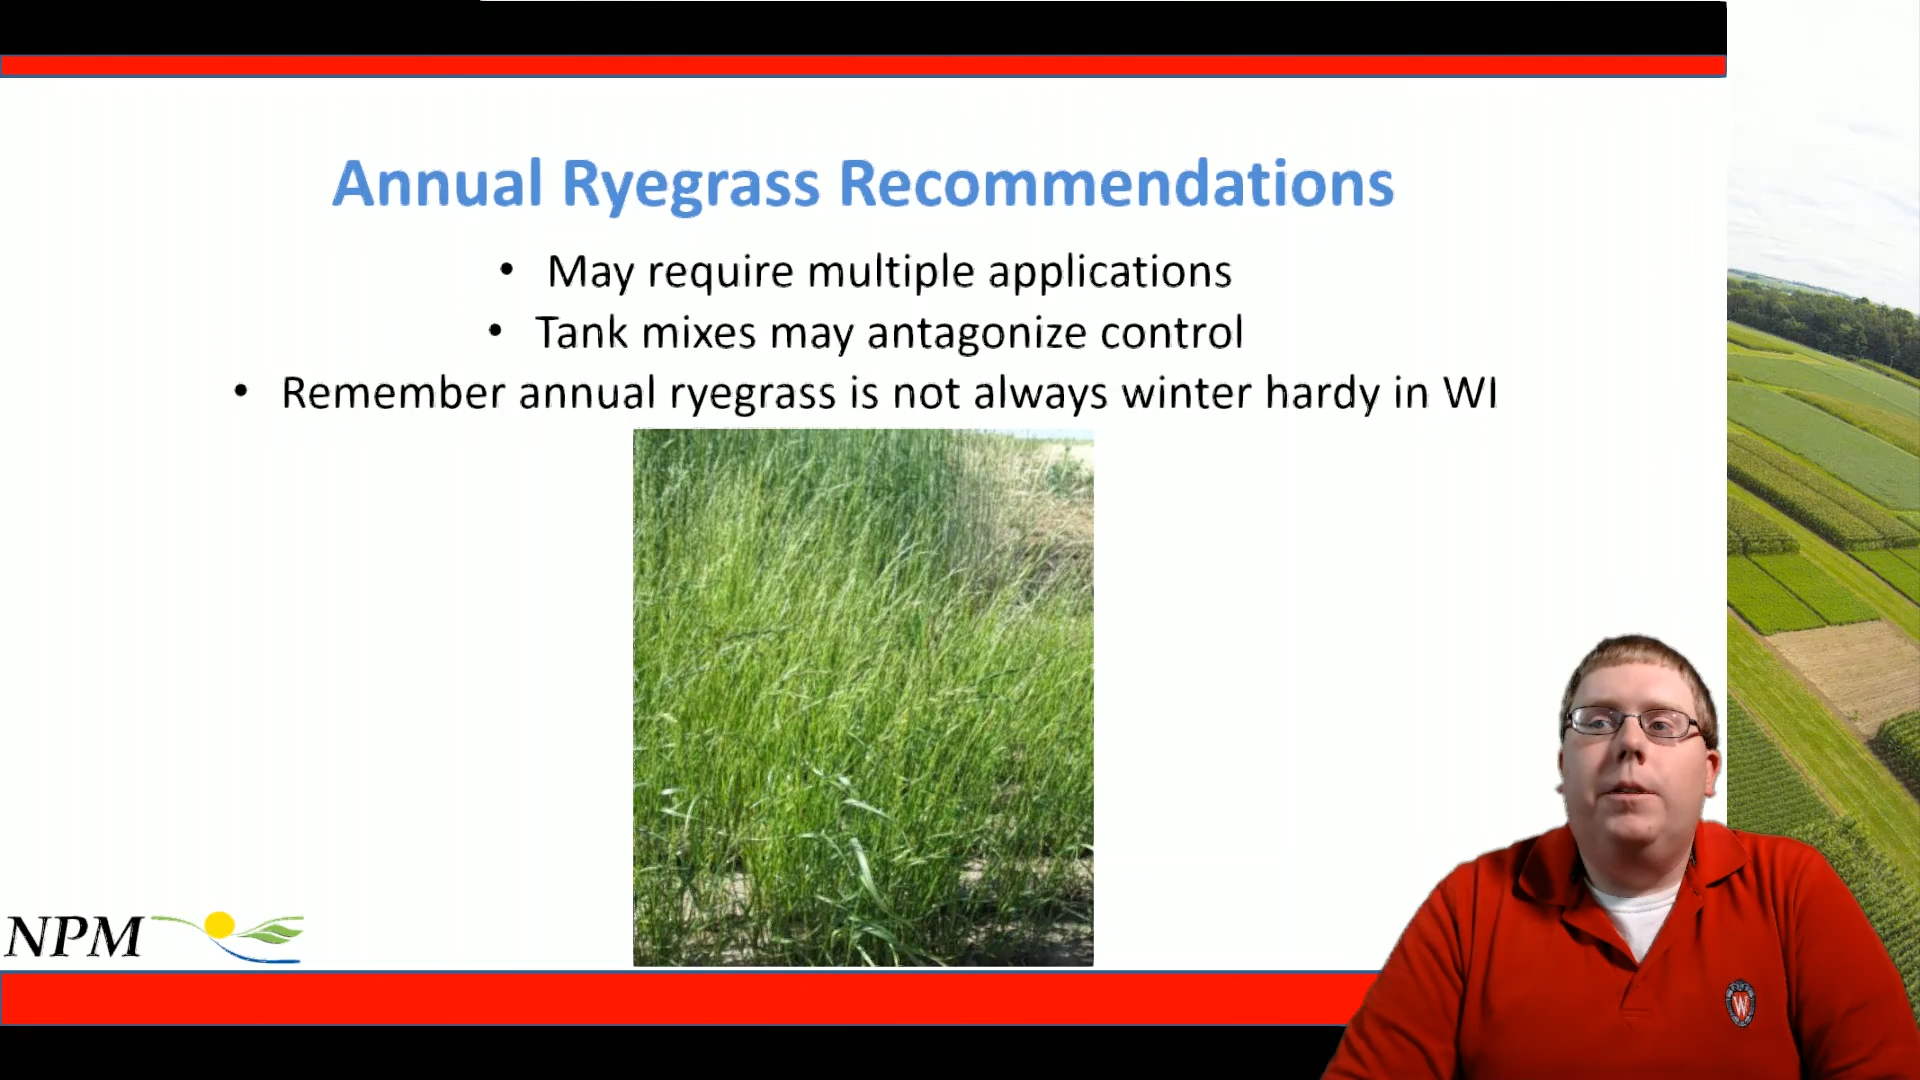 Annual Ryegrass Recommendations
• May require multiple applications
• Tank mixes may antagonize control
• Remember annual ryegrass is not always winter hardy in WI
NPM
W